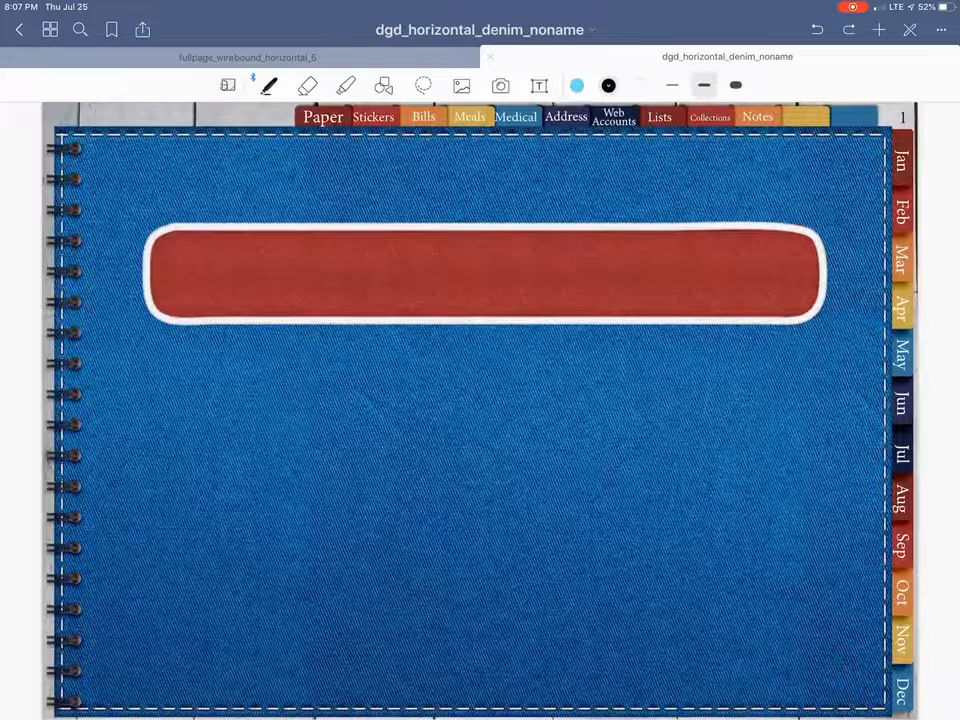 8:07 PM Thu Jul 25
LTE 52%
dgd_horizontal_denim_noname
fullpage_wirebound_horizontal_5
dgd_horizontal_denim_noname
Paper Stickers Bills Meals Medical Address Web Accounts Lists Collections Notes
1
Jan
Feb
Mar
Apr
May
Jun
Jul
Aug
Sep
Oct
Nov
Dec